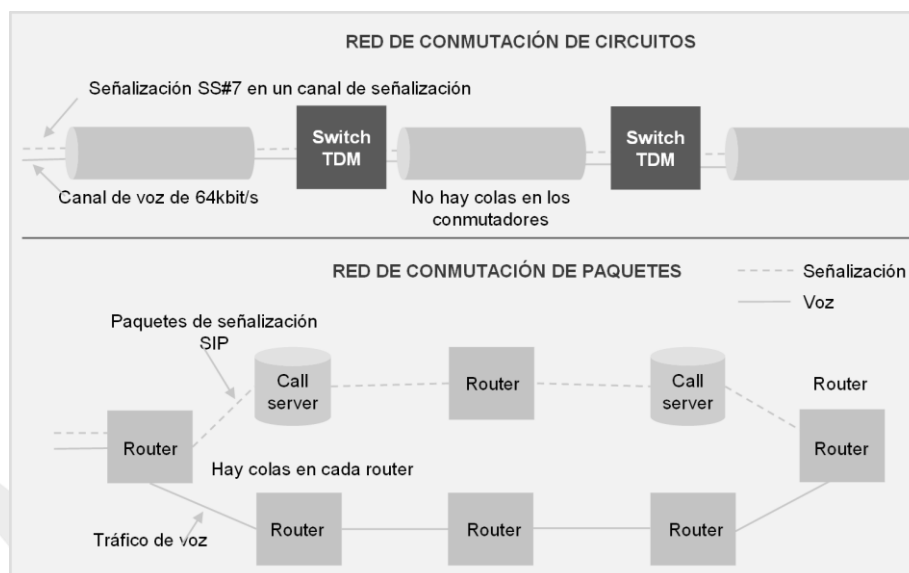 RED DE CONMUTACIÓN DE CIRCUITOS
Señalización SS#7 en un canal de señalización
Switch
TDM
Switch
TDM
Canal de voz de 64kbit/s
No hay colas en los
conmutadores
RED DE CONMUTACIÓN DE PAQUETES
Señalización
Voz
Paquetes de señalización
SIP
Call
server
Router
Call
server
Router
Router
Router
Hay colas en cada router
Router
Router
Router
Tráfico de voz